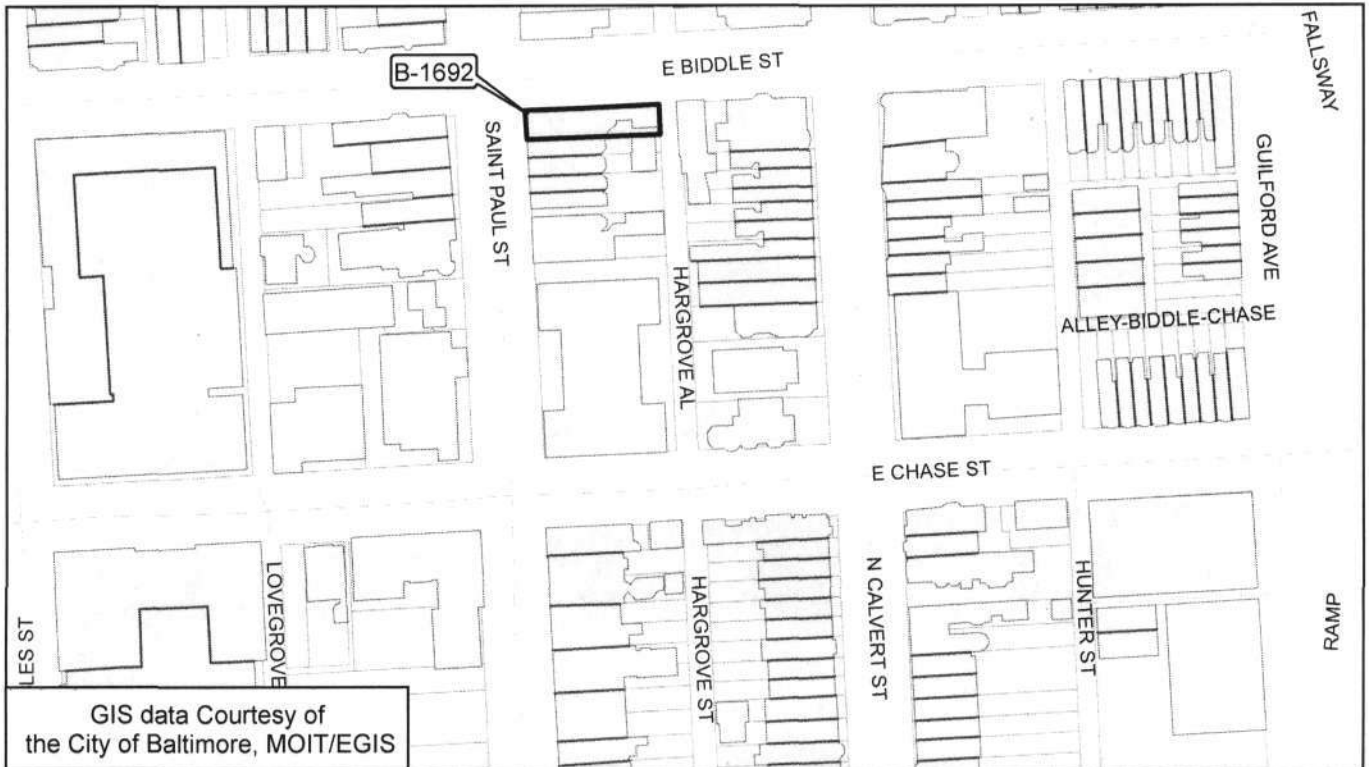 FALLSWAY
E BIDDLE ST
B-1692
SAINT PAUL ST
GUILFORD AVE
HARGROVE AL
ALLEY-BIDDLE-CHASE
E CHASE ST
LES ST
LOVEGROVE
HARGROVE ST
N CALVERT ST
HUNTER ST
RAMP
GIS data Courtesy of
the City of Baltimore, MOIT/EGIS